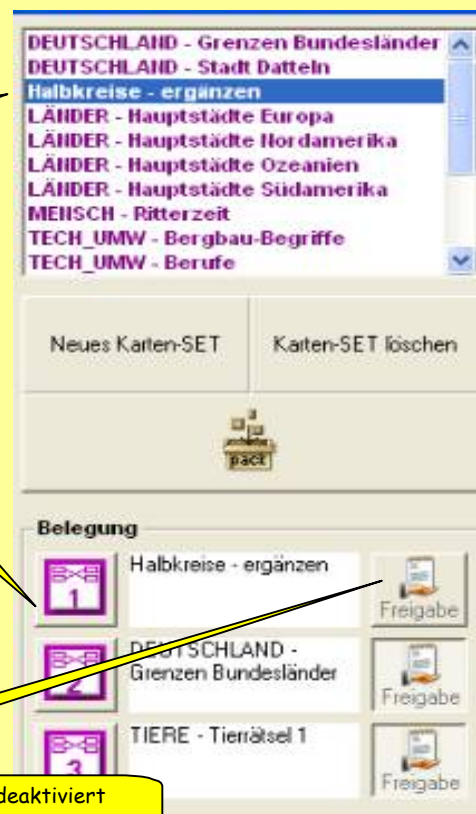 DEUTSCHLAND - Grenzen Bundesländer
DEUTSCHLAND - Stadt Datteln
Halbkreise - ergänzen
LÄNDER - Hauptstädte Europa
LÄNDER - Hauptstädte Nordamerika
LÄNDER - Hauptstädte Ozeanien
LÄNDER - Hauptstädte Südamerika
MENSCH - Ritterzeit
TECH_UMW - Bergbau-Begriffe
TECH_UMW - Berufe
Neues Karten-SET
Karten-SET löschen
pact
Belegung
1
Halbkreise - ergänzen
Freigabe
2
DEUTSCHLAND -
Grenzen Bundesländer
Freigabe
3
TIERE - Tierrätsel 1
Freigabe
deaktiviert